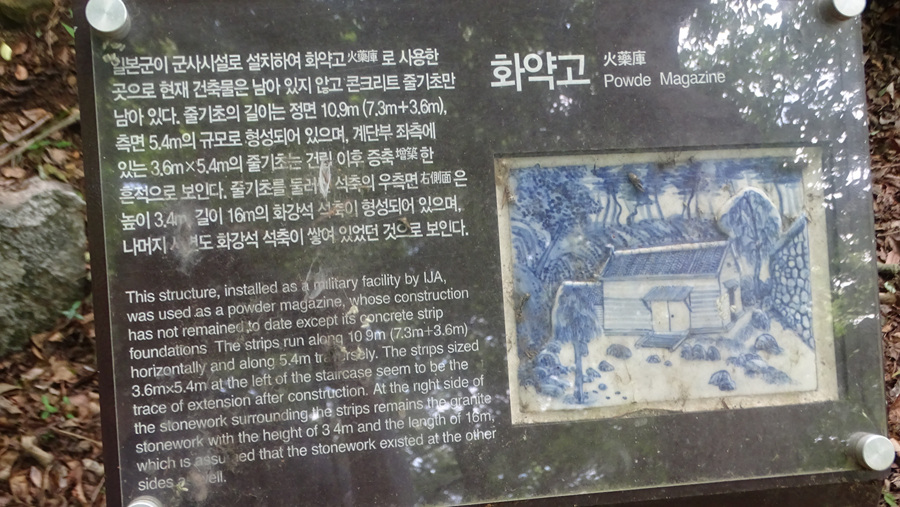 화약고 火藥庫
Powde Magazine
일본군이 군사시설로 설치하여 화약고火藥庫로 사용한
곳으로 현재 건축물은 남아 있지 않고 콘크리트 줄기초만
남아 있다. 줄기초의 길이는 정면 10.9m (7.3m+3.6m),
측면 5.4m의 규모로 형성되어 있으며, 계단부 좌측에
있는 3.6m×5.4m의 줄기초는 건립 이후 증축增築한
흔적으로 보인다. 줄기초를 둘러 석축의 우측면右側面은
높이 3.4m 길이 16m의 화강석 석축이 형성되어 있으며,
나머지 도 화강석 석축이 쌓여 있었던 것으로 보인다.
This structure, installed as a military facility by IJA,
was used as a powder magazine, whose construction
has not remained to date except its concrete strip
foundations The strips run along 10 9m (7.3m+3.6m)
horizontally and along 5.4m The strips sized
3.6m×5.4m at the left of the staircase seem to be the
trace of extension after construction. At the right side of
the stonework surrounding the strips remains the granite
stonework with the height of 3 4m and the length of 16m,
which is assumed that the stonework existed at the other
sides as well.